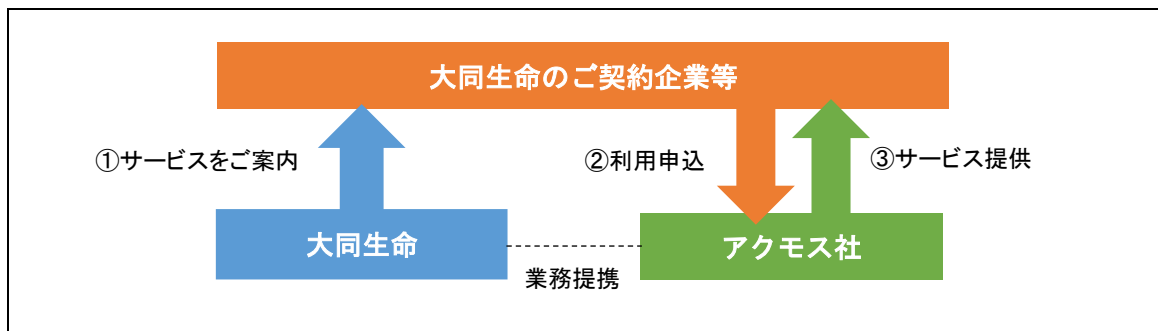 大同生命のご契約企業等
①サービスをご案内
②利用申込
③サービス提供
大同生命
アクモス社
業務提携